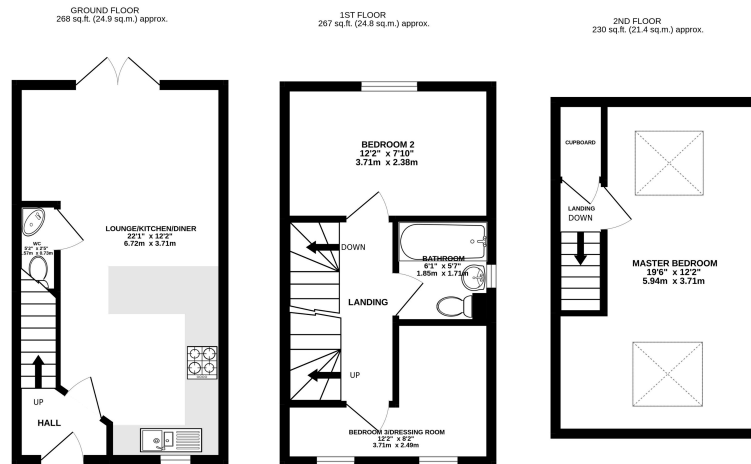 GROUND FLOOR
268 sq.ft. (24.9 sq.m.) approx.
1ST FLOOR
267 sq.ft. (24.8 sq.m.) approx.
2ND FLOOR
230 sq.ft. (21.4 sq.m.) approx.
LOUNGE/KITCHEN/DINER
22'1" x 12'2"
6.72m x 3.71m
WC
5'2" x 2'5"
UP
HALL
BEDROOM 2
12'2" x 7'10"
3.71m x 2.38m
DOWN
BATHROOM
6'1" x 5'7"
1.85m x 1.71m
LANDING
UP
BEDROOM 3/DRESSING ROOM
12'2" x 8'2"
3.71m x 2.49m
CUPBOARD
LANDING
DOWN
MASTER BEDROOM
19'6" x 12'2"
5.94m x 3.71m